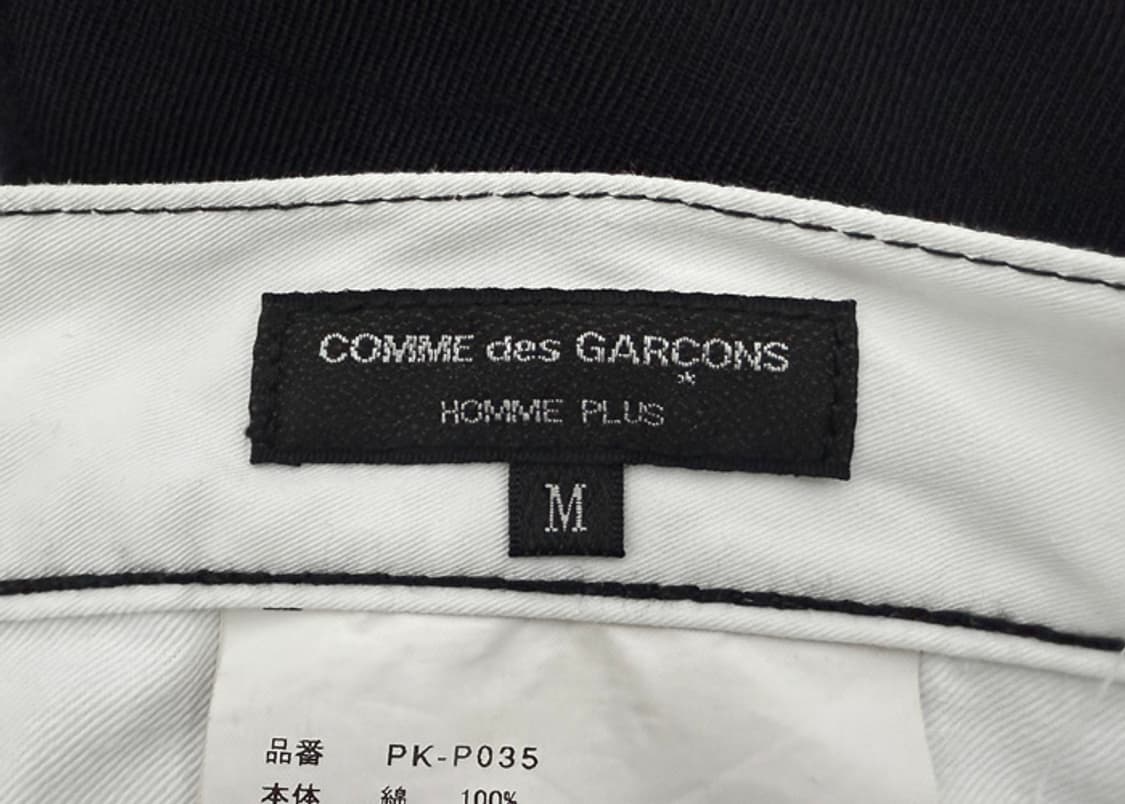 COMME des GARÇONS
HOMME PLUS
M
品番 PK-P035
本体 綿 100%